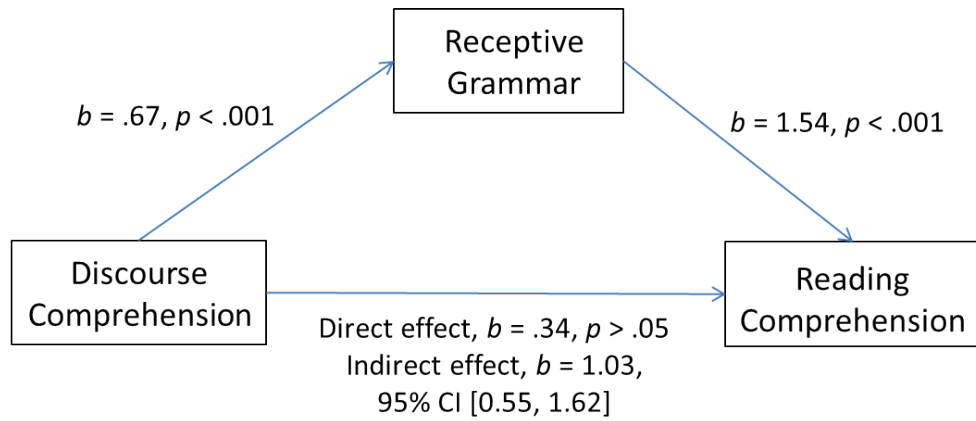 Receptive
Grammar
b = .67, p < .001
b = 1.54, p < .001
Discourse
Comprehension
Reading
Comprehension
Direct effect, b = .34, p > .05
Indirect effect, b = 1.03,
95% CI [0.55, 1.62]